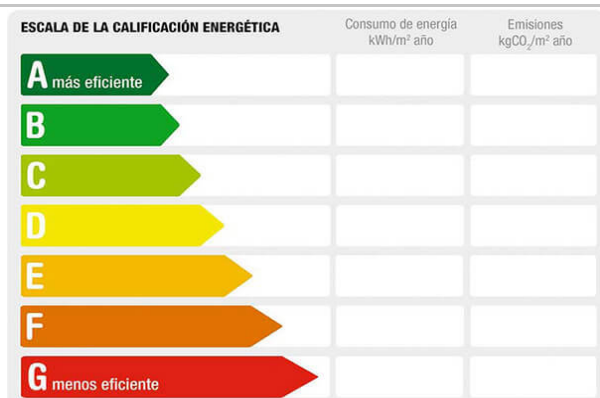 ESCALA DE LA CALIFICACIÓN ENERGÉTICA
Consumo de energía
kWh/m² año
Emisiones
kgCO₂/m² año
A más eficiente
B
C
D
E
F
G menos eficiente